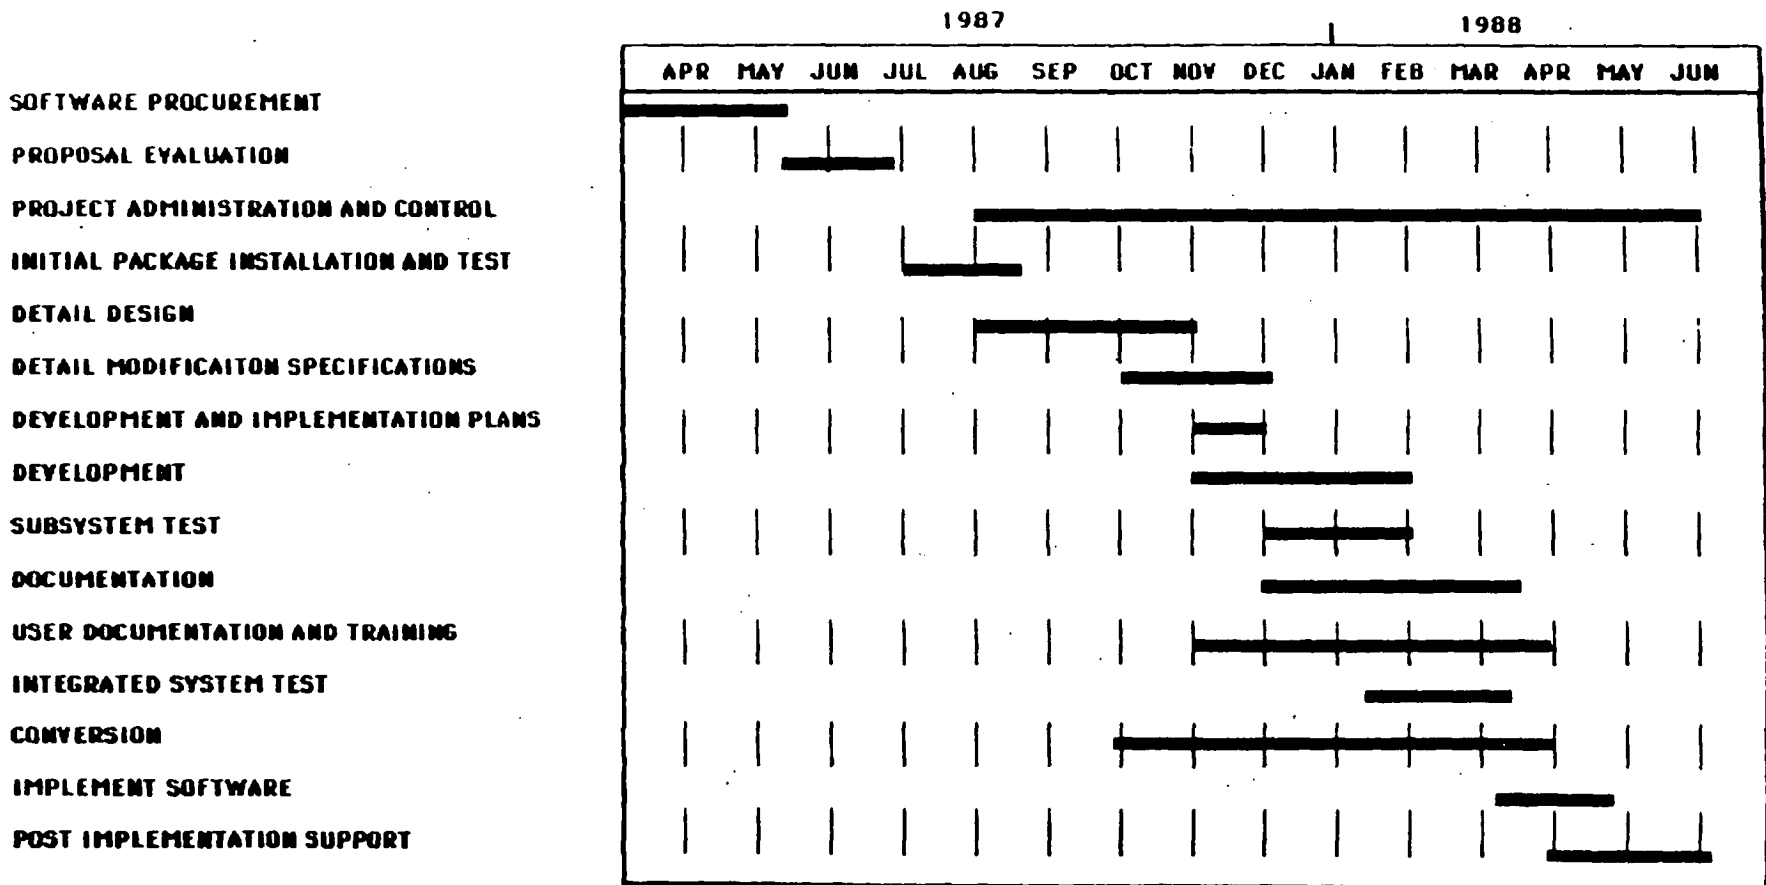 1987 1988
APR MAY JUN JUL AUG SEP OCT NOV DEC JAN FEB MAR APR MAY JUN
SOFTWARE PROCUREMENT
PROPOSAL EVALUATION
PROJECT ADMINISTRATION AND CONTROL
INITIAL PACKAGE INSTALLATION AND TEST
DETAIL DESIGN
DETAIL MODIFICAITON SPECIFICATIONS
DEVELOPMENT AND IMPLEMENTATION PLANS
DEVELOPMENT
SUBSYSTEM TEST
DOCUMENTATION
USER DOCUMENTATION AND TRAINING
INTEGRATED SYSTEM TEST
CONVERSION
IMPLEMENT SOFTWARE
POST IMPLEMENTATION SUPPORT